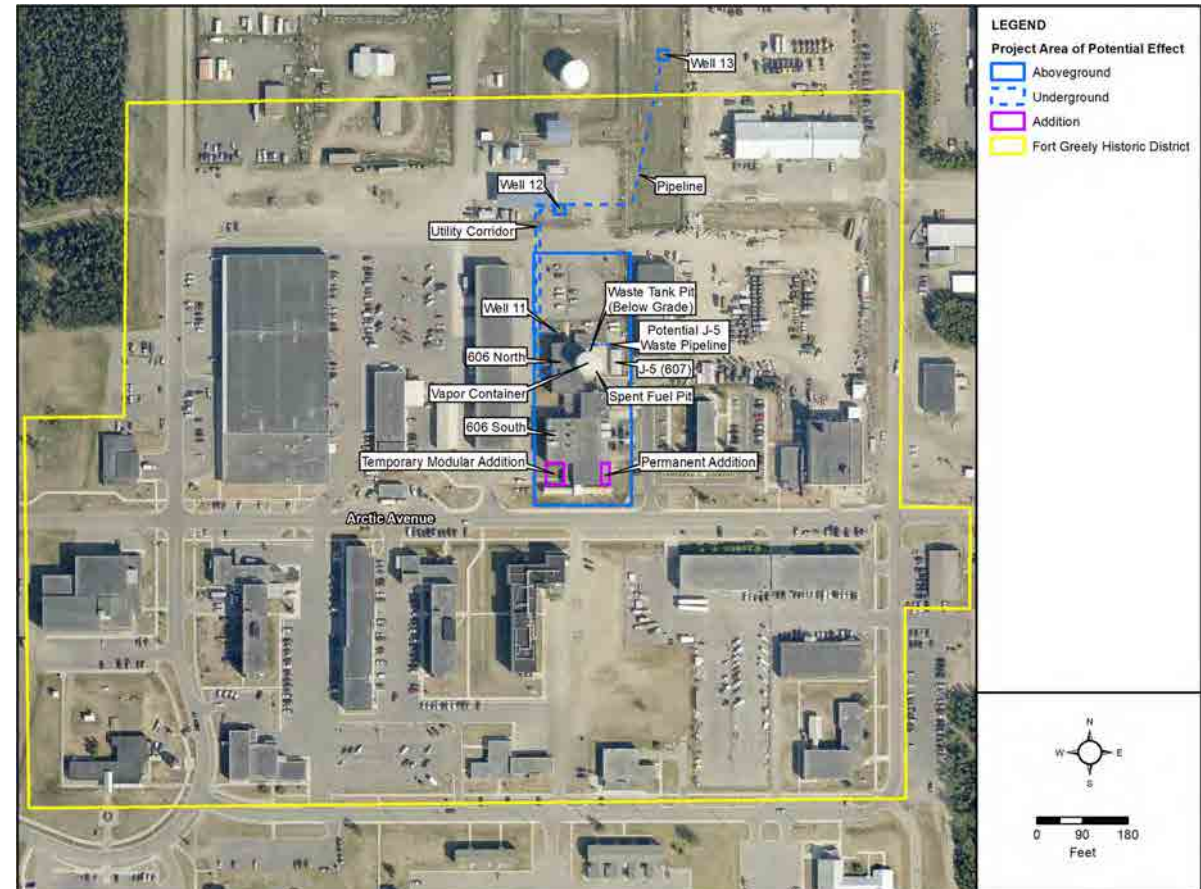 LEGEND
Project Area of Potential Effect
Aboveground
Underground
Addition
Fort Greely Historic District
Well 13
Pipeline
Well 12
Utility Corridor
Waste Tank Pit
(Below Grade)
Well 11
Potential J-5
Waste Pipeline
606 North
J-5 (607)
Vapor Container
Spent Fuel Pit
606 South
Temporary Modular Addition
Permanent Addition
Arctic Avenue
N
W
E
S
0 90 180
Feet